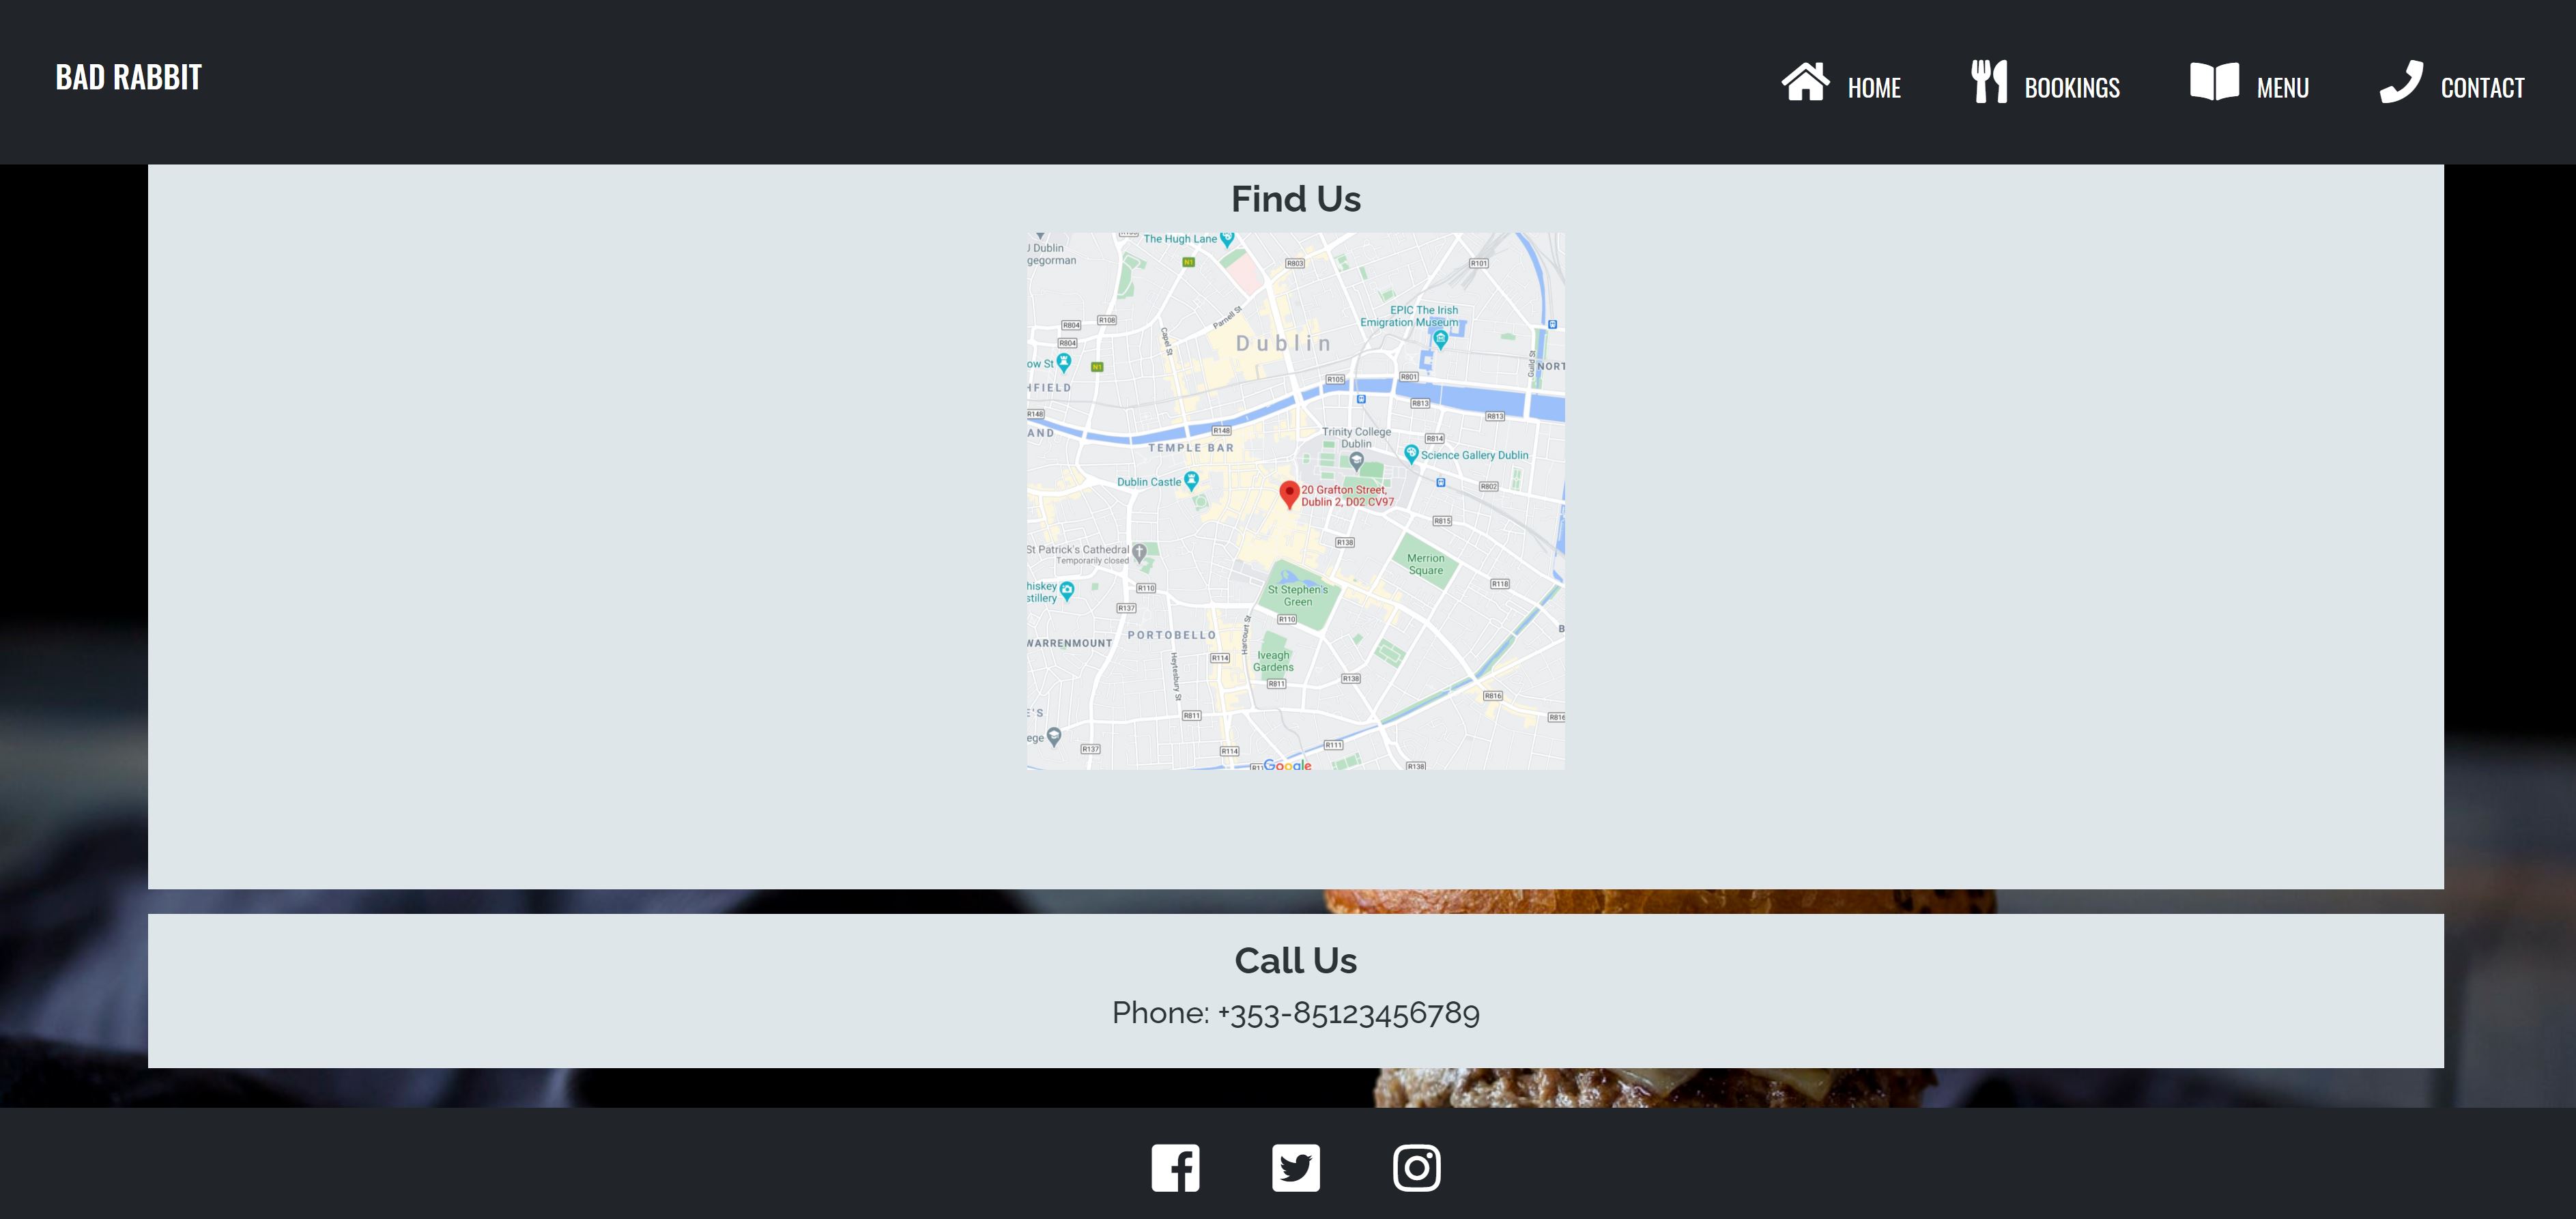 BAD RABBIT
HOME
BOOKINGS
MENU
CONTACT
Find Us
The Hugh Lane
J Dublin
gegorman
N1
R803
R101
EPIC The Irish
Emigration Museum
Parnell St
R804
R108
Capel St
R804
Dublin
ow St
N1
Guild St
NORT
HFIELD
R105
R801
R148
R813
R813
AND
R148
Trinity College
Dublin
R814
TEMPLE BAR
Science Gallery Dublin
Dublin Castle
R802
20 Grafton Street,
Dublin 2, D02 CV97
R815
St Patrick's Cathedral
Temporarily closed
R138
Merrion
Square
hiskey
stillery
R110
St Stephen's
Green
R118
R137
R110
B
WARRENMOUNT
PORTOBELLO
Harcourt St
Heytesbury St
R114
Iveagh
Gardens
R811
R138
R816
E'S
R811
R816
ege
R137
R114
R111
R11
Google
R138
Call Us
Phone: +353-85123456789